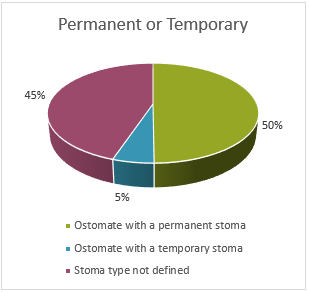 Permanent or Temporary
45%
50%
5%
Ostomate with a permanent stoma
Ostomate with a temporary stoma
Stoma type not defined